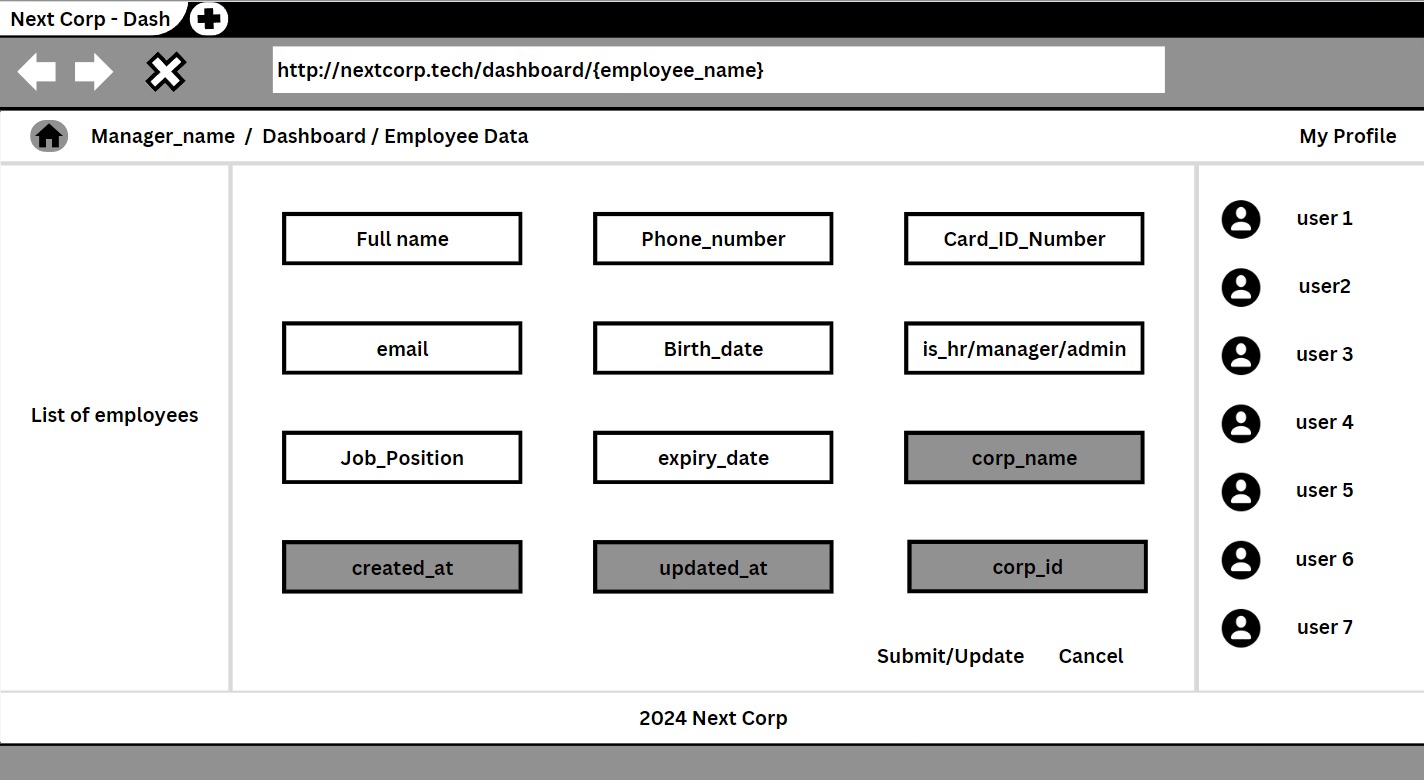 Next Corp - Dash
http://nextcorp.tech/dashboard/{employee_name}
Manager_name / Dashboard / Employee Data
My Profile
List of employees
Full name
Phone_number
Card_ID_Number
email
Birth_date
is_hr/manager/admin
Job_Position
expiry_date
corp_name
created_at
updated_at
corp_id
Submit/Update
Cancel
user 1
user2
user 3
user 4
user 5
user 6
user 7
2024 Next Corp